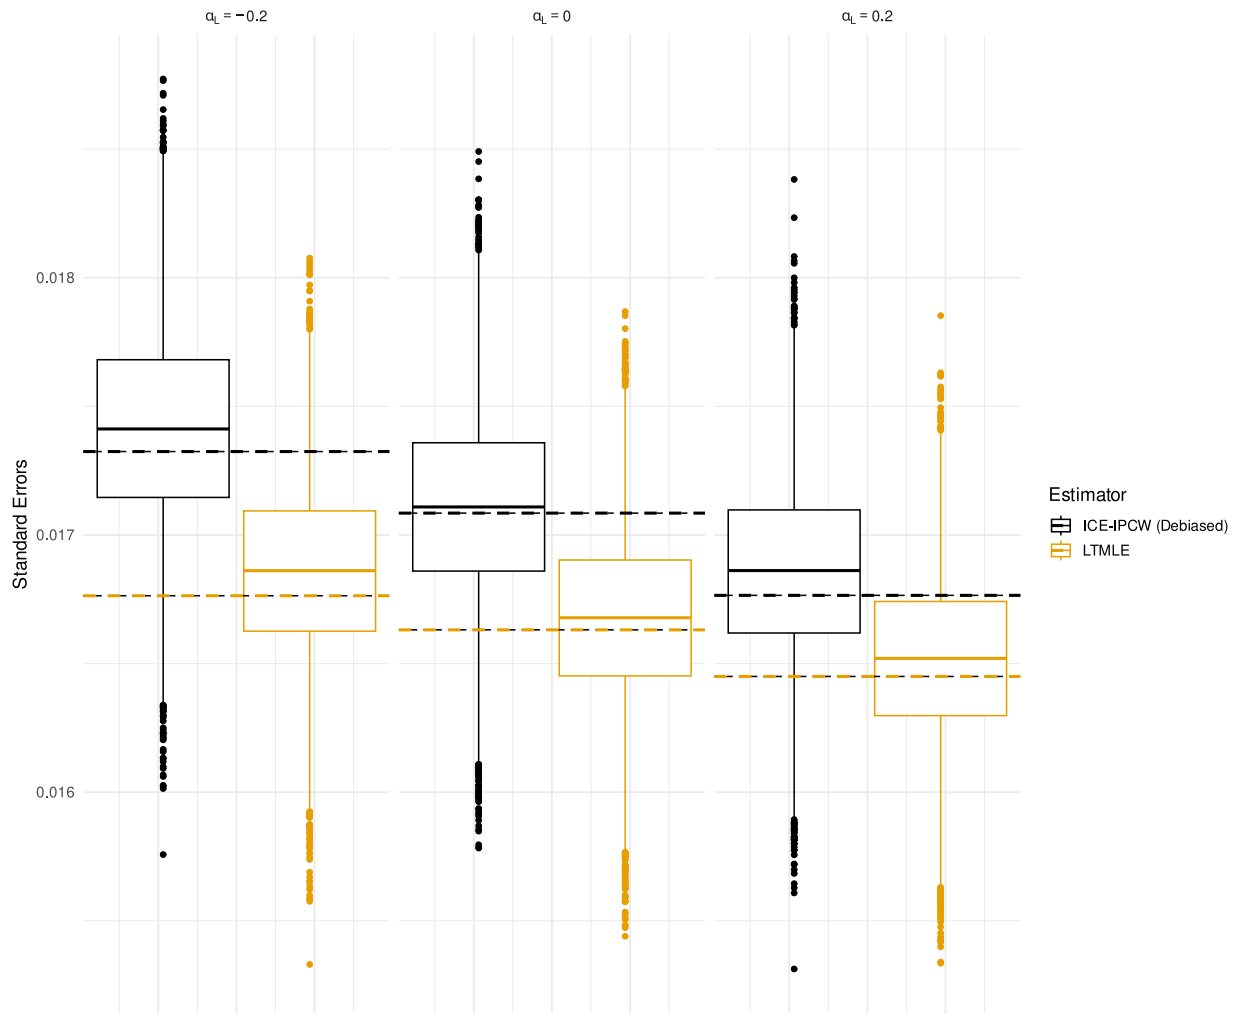 α_L = −0.2
α_L = 0
α_L = 0.2
0.018
0.017
0.016
Standard Errors
Estimator
ICE-IPCW (Debiased)
LTMLE